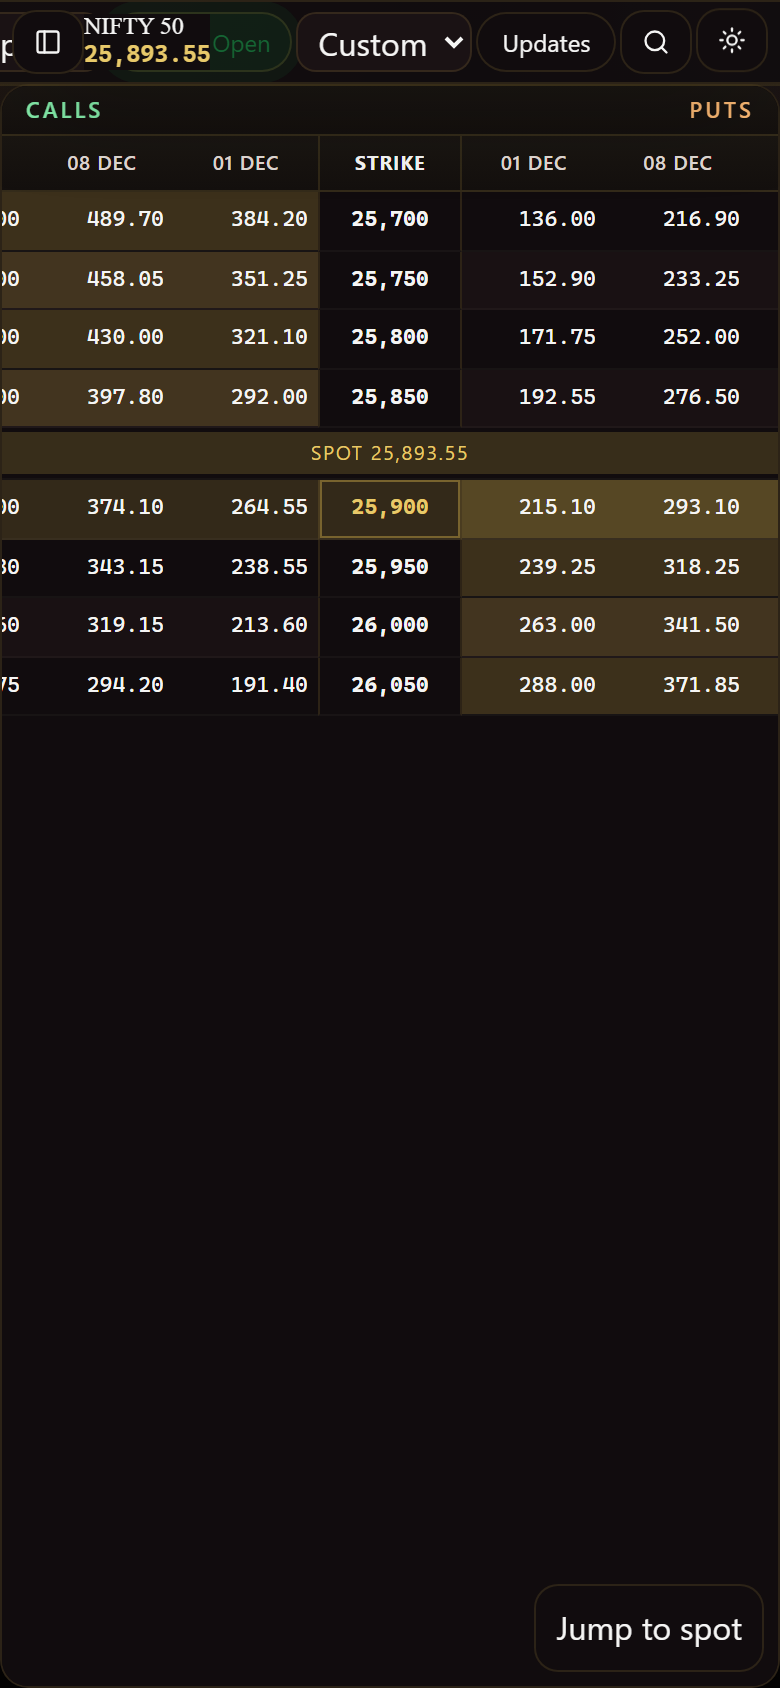 NIFTY 50
25,893.55 Open Custom Updates
CALLS PUTS
08 DEC 01 DEC STRIKE 01 DEC 08 DEC
489.70 384.20 25,700 136.00 216.90
458.05 351.25 25,750 152.90 233.25
430.00 321.10 25,800 171.75 252.00
397.80 292.00 25,850 192.55 276.50
SPOT 25,893.55
374.10 264.55 25,900 215.10 293.10
343.15 238.55 25,950 239.25 318.25
319.15 213.60 26,000 263.00 341.50
294.20 191.40 26,050 288.00 371.85
Jump to spot